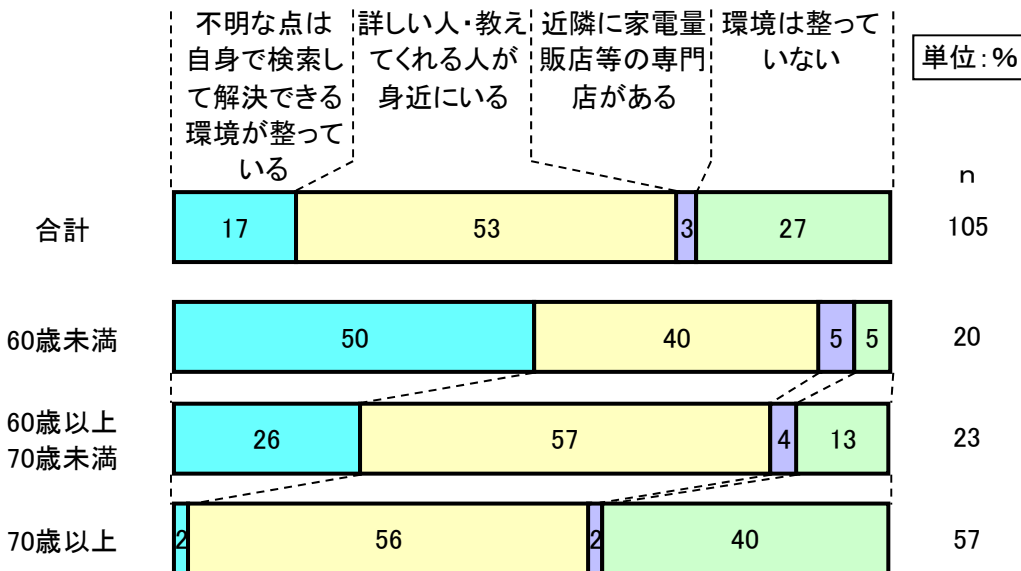 不明な点は
自身で検索し
て解決できる
環境が整って
いる
詳しい人・教え
てくれる人が
身近にいる
近隣に家電量
販店等の専門
店がある
環境は整って
いない
単位:%
n
合計 17 53 3 27 105
60歳未満 50 40 5 5 20
60歳以上
70歳未満 26 57 4 13 23
70歳以上 2 56 2 40 57